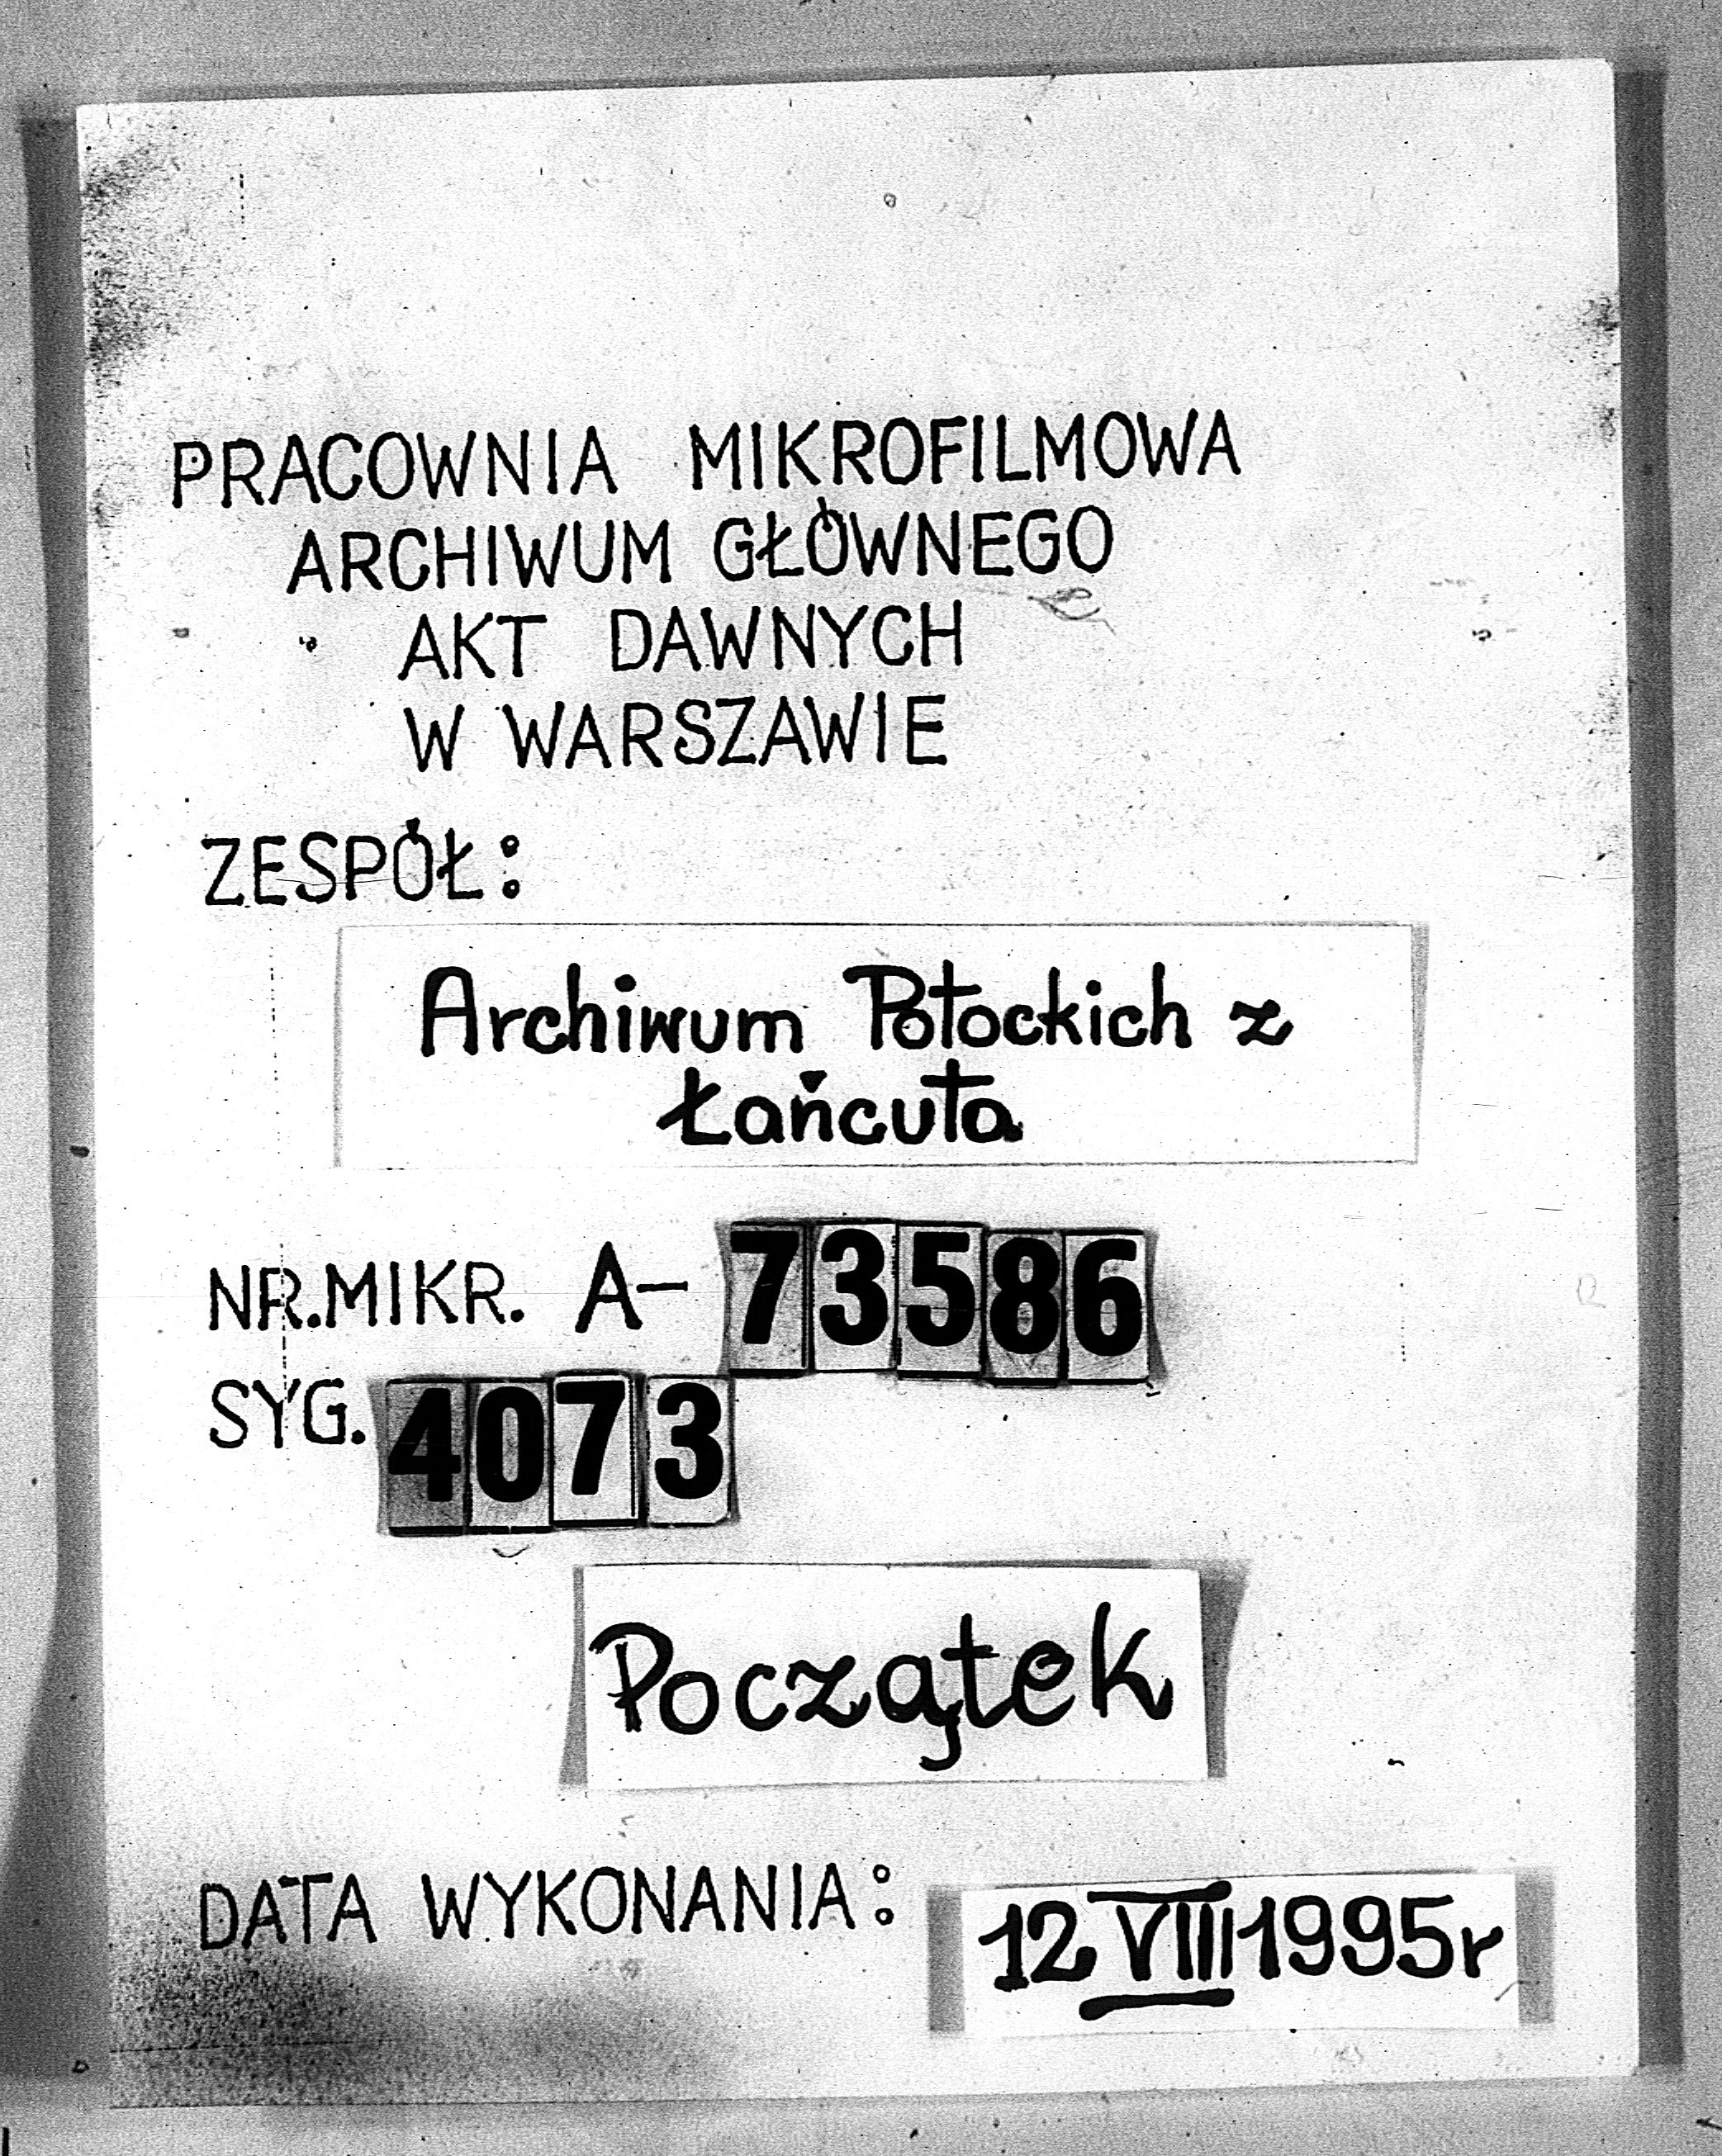 PRACOWNIA MIKROFILMOWA
ARCHIWUM GŁÓWNEGO
AKT DAWNYCH
W WARSZAWIE
ZESPÓŁ:
Archiwum Potockich z
Łańcuta
NR.MIKR. A- 73586
SYG. 4073
Początek
DATA WYKONANIA: 12 VIII 1995r